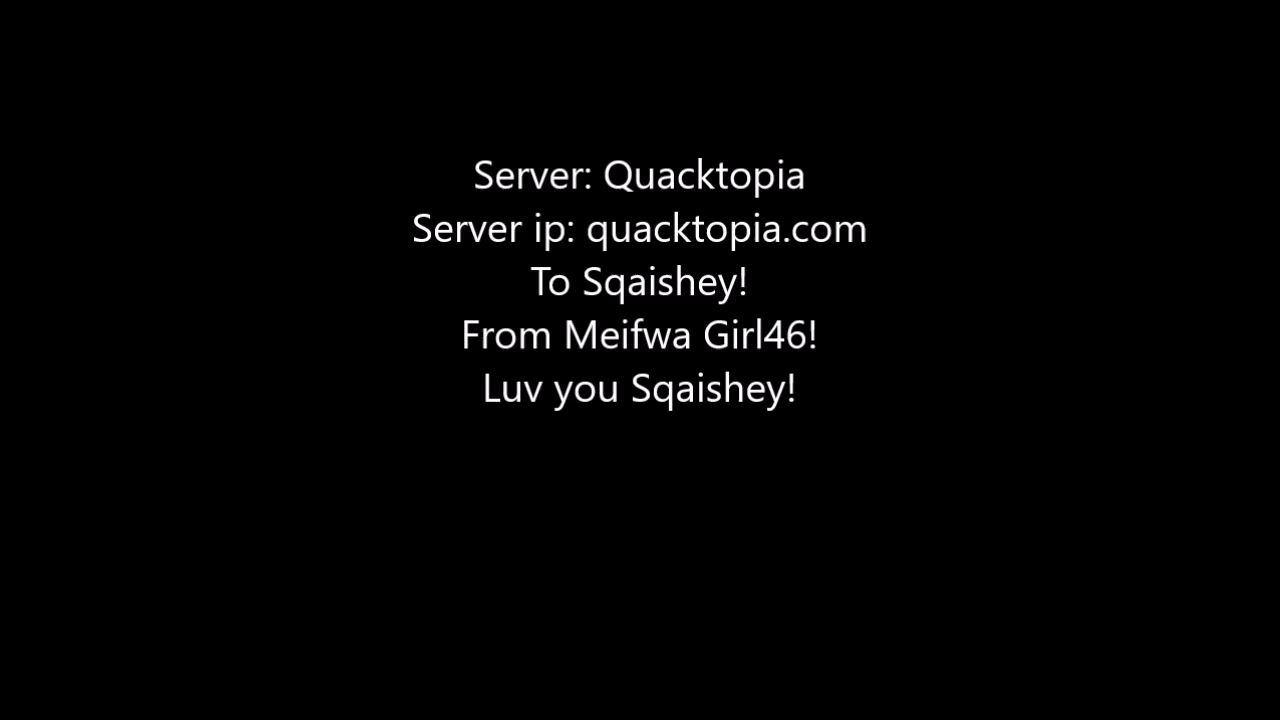 Server: Quacktopia
Server ip: quacktopia.com
To Sqaishey!
From Meifwa Girl46!
Luv you Sqaishey!